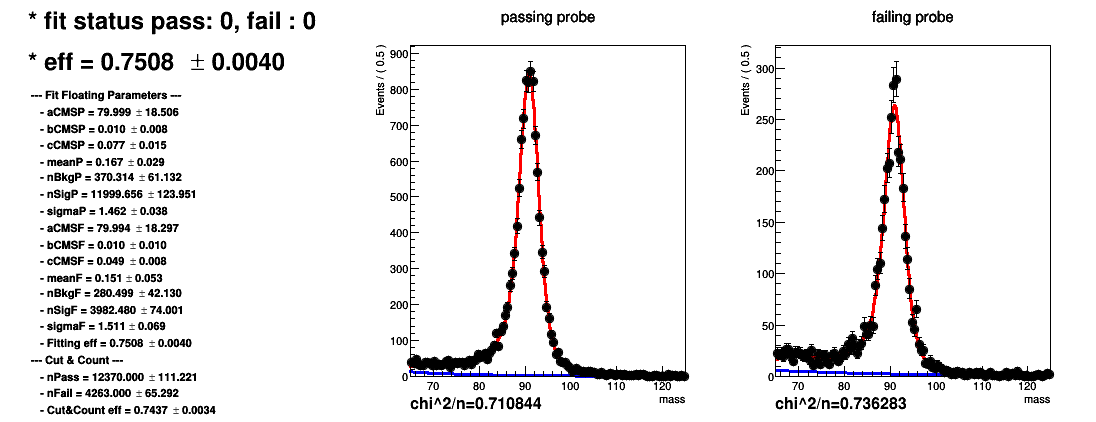 * fit status pass: 0, fail : 0
* eff = 0.7508 ± 0.0040
--- Fit Floating Parameters ---
- aCMSP = 79.999 ± 18.506
- bCMSP = 0.010 ± 0.008
- cCMSP = 0.077 ± 0.015
- meanP = 0.167 ± 0.029
- nBkgP = 370.314 ± 61.132
- nSigP = 11999.656 ± 123.951
- sigmaP = 1.462 ± 0.038
- aCMSF = 79.994 ± 18.297
- bCMSF = 0.010 ± 0.010
- cCMSF = 0.049 ± 0.008
- meanF = 0.151 ± 0.053
- nBkgF = 280.499 ± 42.130
- nSigF = 3982.480 ± 74.001
- sigmaF = 1.511 ± 0.069
- Fitting eff = 0.7508 ± 0.0040
--- Cut & Count ---
- nPass = 12370.000 ± 111.221
- nFail = 4263.000 ± 65.292
- Cut&Count eff = 0.7437 ± 0.0034
passing probe
Events / ( 0.5 )
900
800
700
600
500
400
300
200
100
0
70 80 90 100 110 120
mass
chi^2/n=0.710844
failing probe
Events / ( 0.5 )
300
250
200
150
100
50
0
70 80 90 100 110 120
mass
chi^2/n=0.736283